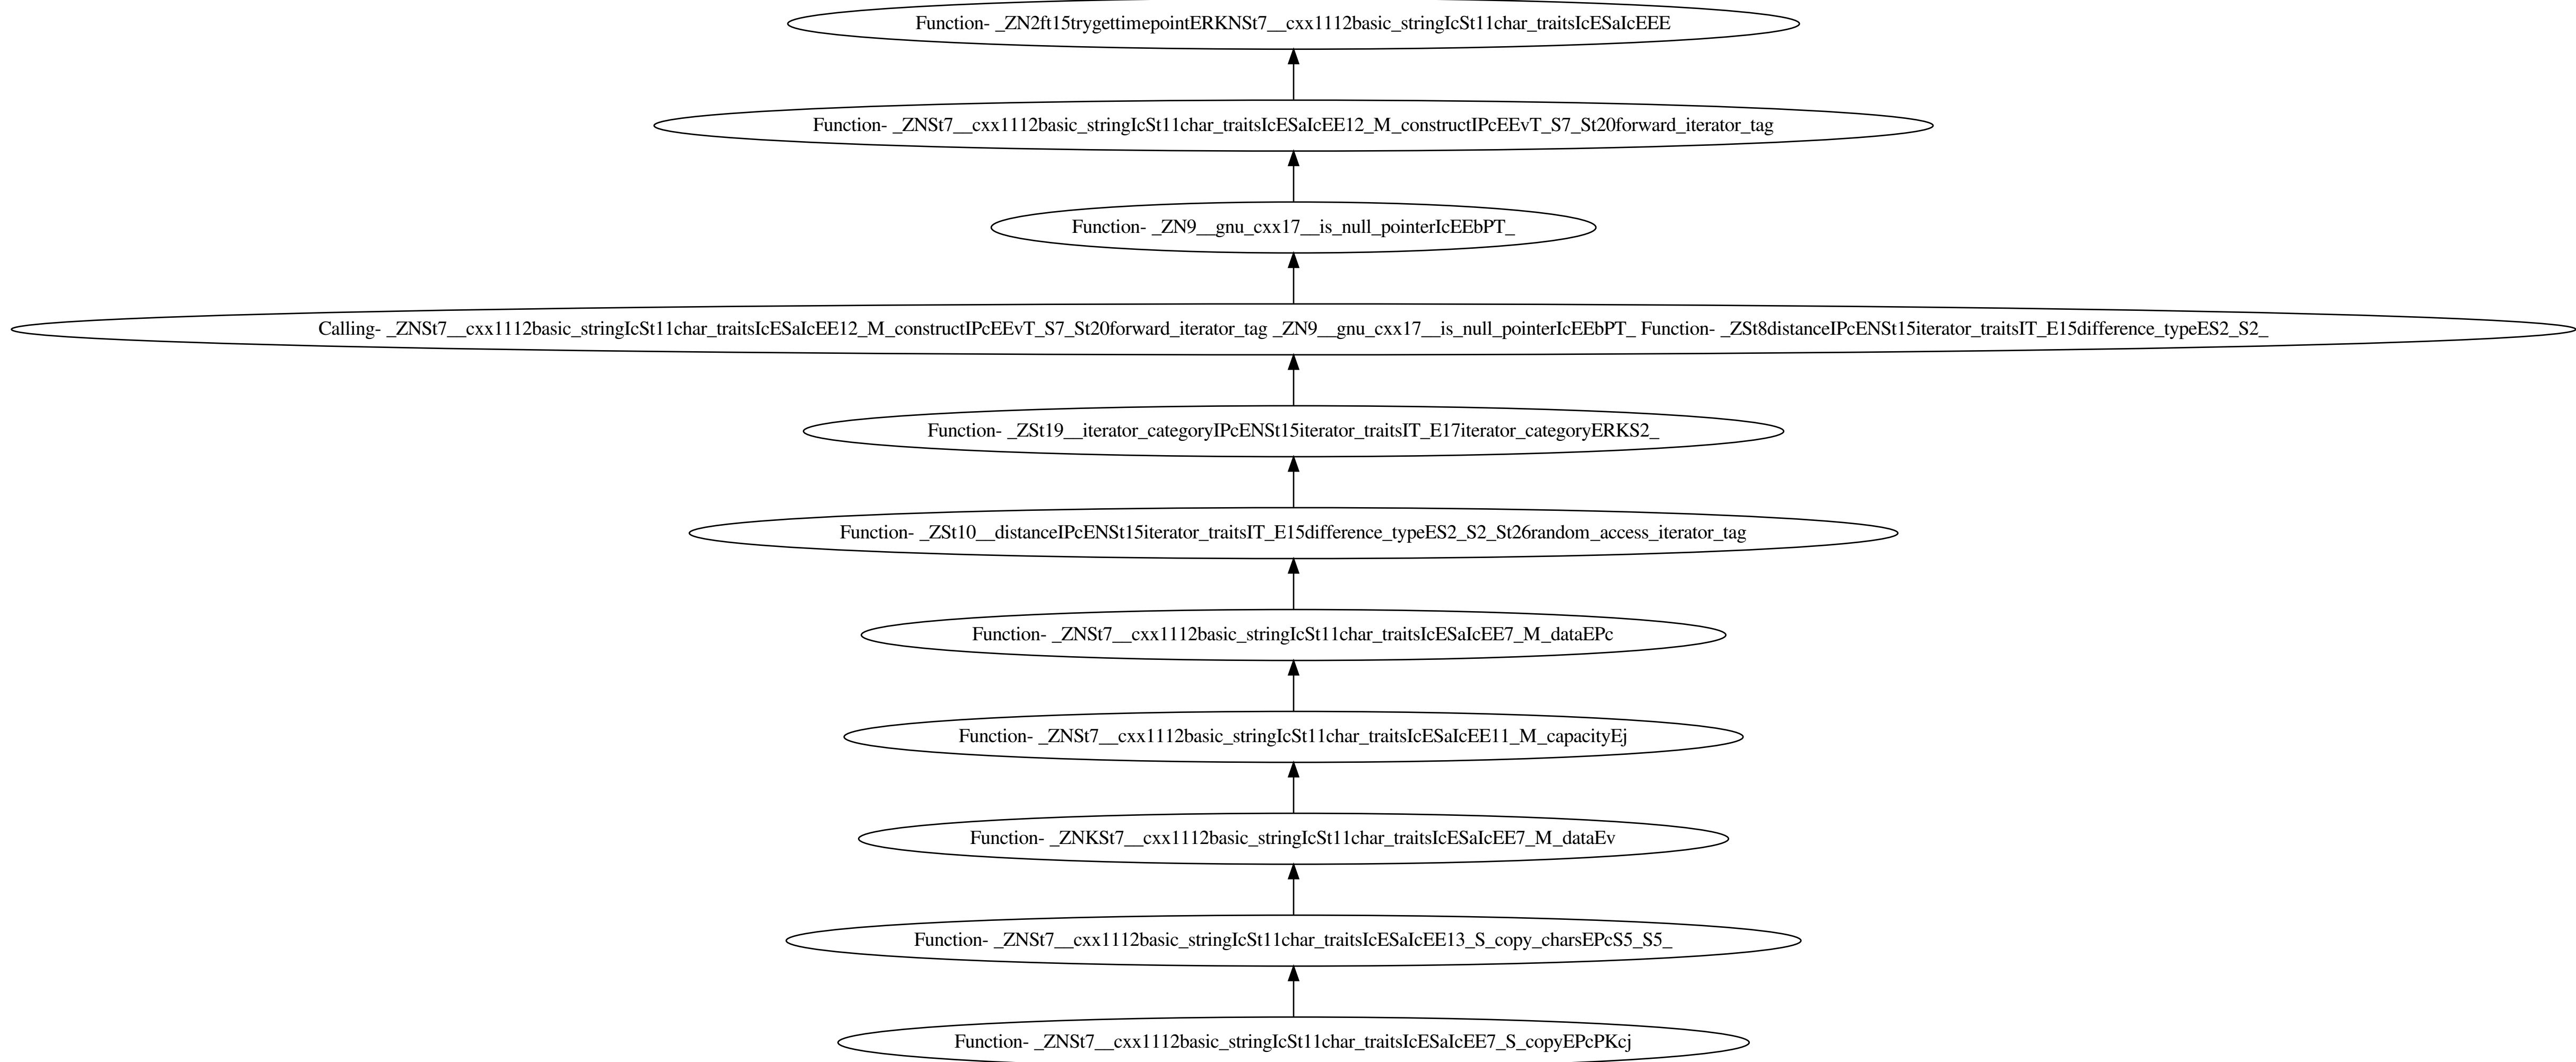 Function- _ZN2ft15trygettimepointERKNSt7__cxx1112basic_stringIcSt11char_traitsIcESaIcEEE
Function- _ZNSt7__cxx1112basic_stringIcSt11char_traitsIcESaIcEE12_M_constructIPcEEvT_S7_St20forward_iterator_tag
Function- _ZN9__gnu_cxx17__is_null_pointerIcEEbPT_
Calling- _ZNSt7__cxx1112basic_stringIcSt11char_traitsIcESaIcEE12_M_constructIPcEEvT_S7_St20forward_iterator_tag _ZN9__gnu_cxx17__is_null_pointerIcEEbPT_ Function- _ZSt8distanceIPcENSt15iterator_traitsIT_E15difference_typeES2_S2_
Function- _ZSt19__iterator_categoryIPcENSt15iterator_traitsIT_E17iterator_categoryERKS2_
Function- _ZSt10__distanceIPcENSt15iterator_traitsIT_E15difference_typeES2_S2_St26random_access_iterator_tag
Function- _ZNSt7__cxx1112basic_stringIcSt11char_traitsIcESaIcEE7_M_dataEPc
Function- _ZNSt7__cxx1112basic_stringIcSt11char_traitsIcESaIcEE11_M_capacityEj
Function- _ZNKSt7__cxx1112basic_stringIcSt11char_traitsIcESaIcEE7_M_dataEv
Function- _ZNSt7__cxx1112basic_stringIcSt11char_traitsIcESaIcEE13_S_copy_charsEPcS5_S5_
Function- _ZNSt7__cxx1112basic_stringIcSt11char_traitsIcESaIcEE7_S_copyEPcPKcj